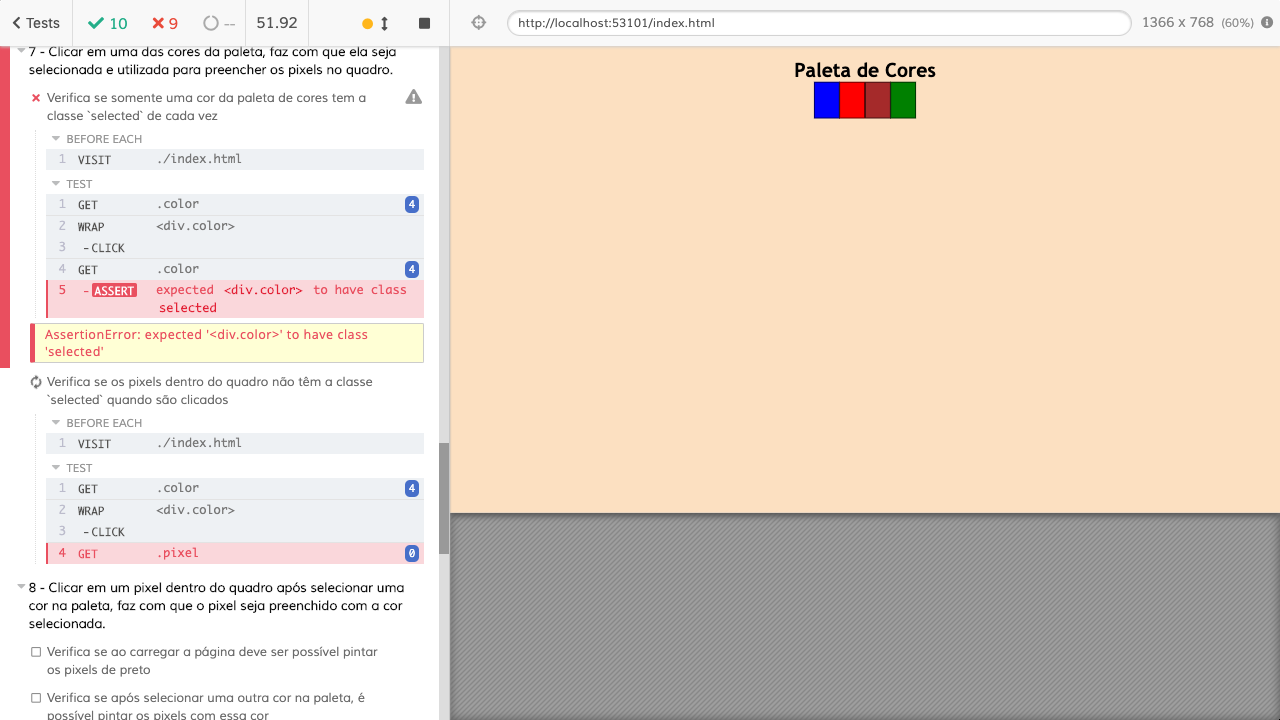 Tests 10 9 -- 51.92
http://localhost:53101/index.html 1366 x 768 (60%)
7 - Clicar em uma das cores da paleta, faz com que ela seja
selecionada e utilizada para preencher os pixels no quadro.
Verifica se somente uma cor da paleta de cores tem a
classe `selected` de cada vez
BEFORE EACH
1 VISIT ./index.html
TEST
1 GET .color 4
2 WRAP <div.color>
3 -CLICK
4 GET .color 4
5 -ASSERT expected <div.color> to have class
selected
AssertionError: expected '<div.color>' to have class
'selected'
Verifica se os pixels dentro do quadro não têm a classe
`selected` quando são clicados
BEFORE EACH
1 VISIT ./index.html
TEST
1 GET .color 4
2 WRAP <div.color>
3 -CLICK
4 GET .pixel 0
8 - Clicar em um pixel dentro do quadro após selecionar uma
cor na paleta, faz com que o pixel seja preenchido com a cor
selecionada.
Verifica se ao carregar a página deve ser possível pintar
os pixels de preto
Verifica se após selecionar uma outra cor na paleta, é
possível pintar os pixels com essa cor
Paleta de Cores